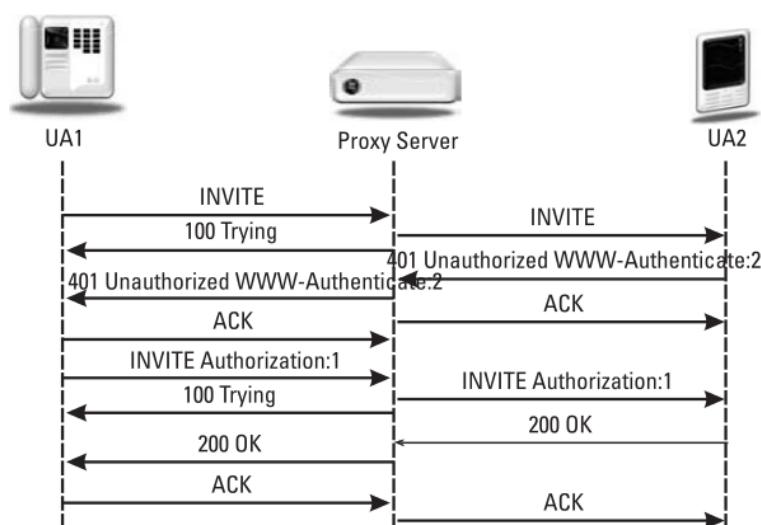 UA1
Proxy Server
UA2
INVITE
INVITE
100 Trying
401 Unauthorized WWW-Authenticate:2
401 Unauthorized WWW-Authenticate:2
ACK
ACK
INVITE Authorization:1
INVITE Authorization:1
100 Trying
200 OK
200 OK
ACK
ACK